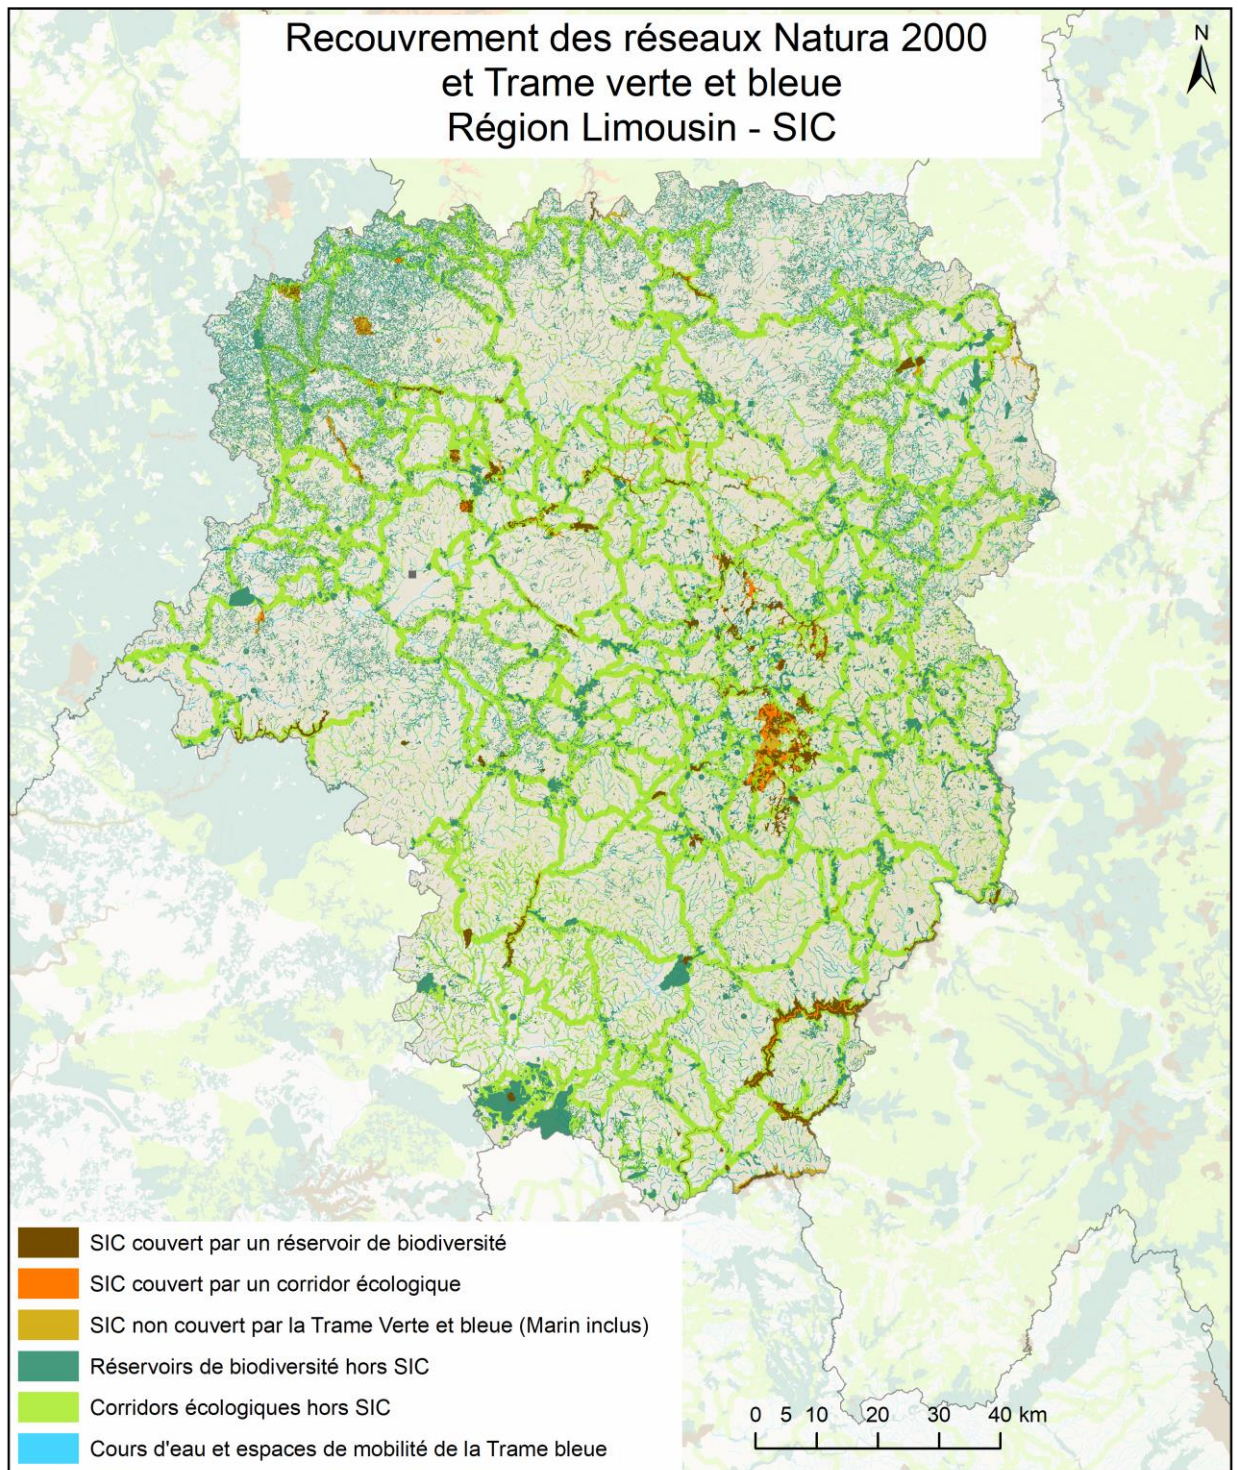 Recouvrement des réseaux Natura 2000
et Trame verte et bleue
Région Limousin - SIC
N
SIC couvert par un réservoir de biodiversité
SIC couvert par un corridor écologique
SIC non couvert par la Trame Verte et bleue (Marin inclus)
Réservoirs de biodiversité hors SIC
Corridors écologiques hors SIC
Cours d'eau et espaces de mobilité de la Trame bleue
0 5 10 20 30 40 km